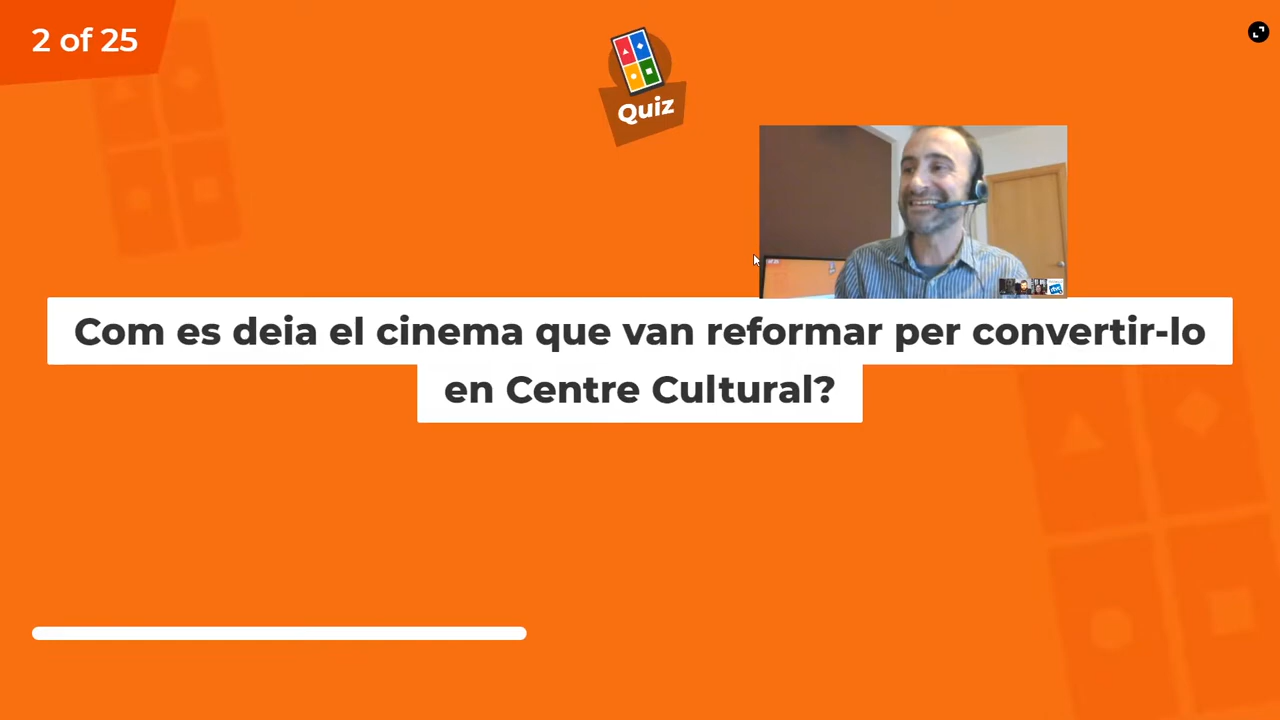 2 of 25
Quiz
Com es deia el cinema que van reformar per convertir-lo
en Centre Cultural?